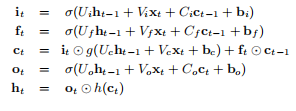 i_t = σ(U_i h_{t−1} + V_i x_t + C_i c_{t−1} + b_i)
f_t = σ(U_f h_{t−1} + V_f x_t + C_f c_{t−1} + b_f)
c_t = i_t ⊙ g(U_c h_{t−1} + V_c x_t + b_c) + f_t ⊙ c_{t−1}
o_t = σ(U_o h_{t−1} + V_o x_t + C_o c_t + b_o)
h_t = o_t ⊙ h(c_t)